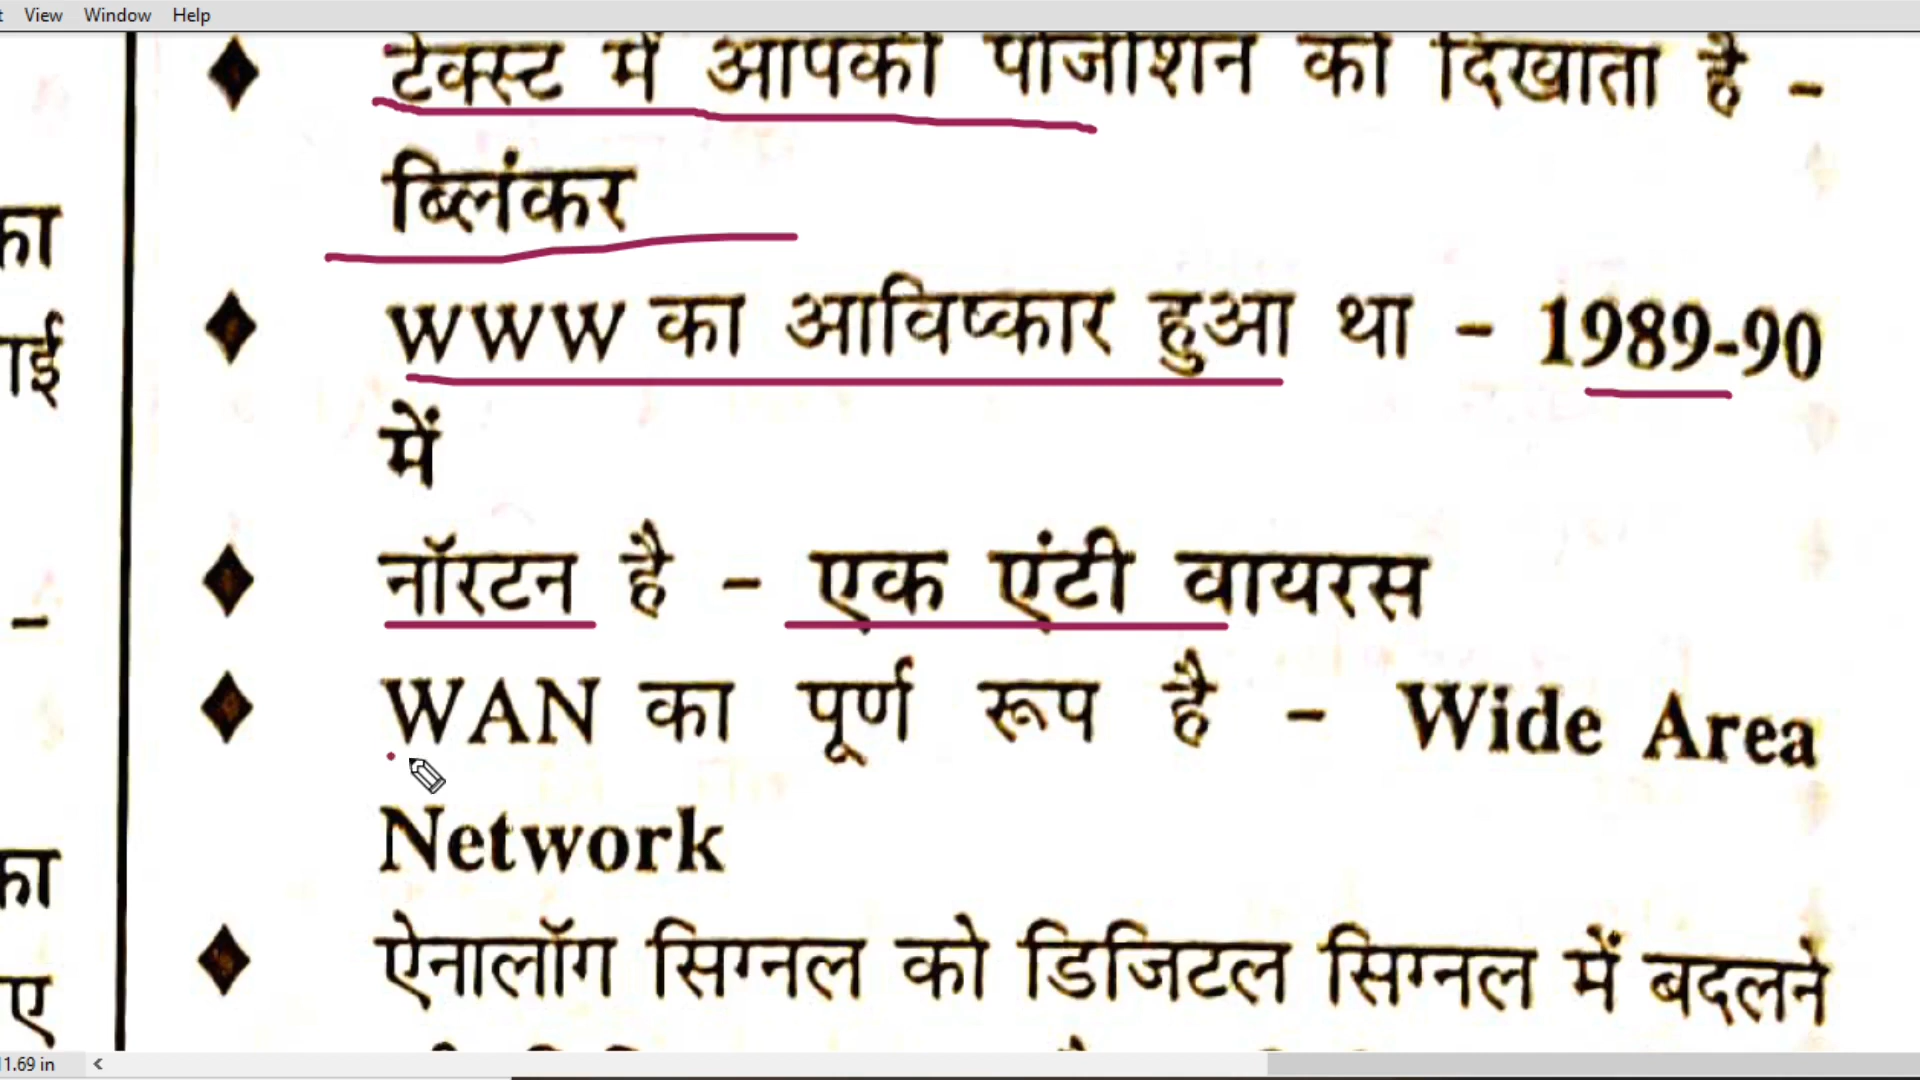 View Window Help
टेक्स्ट में आपकी पोजीशन को दिखाता है -
ब्लिंकर
WWW का आविष्कार हुआ था - 1989-90
में
नॉरटन है - एक एंटी वायरस
WAN का पूर्ण रूप है - Wide Area
Network
ऐनालॉग सिग्नल को डिजिटल सिग्नल में बदलने
का
-
का
ए
11.69 in